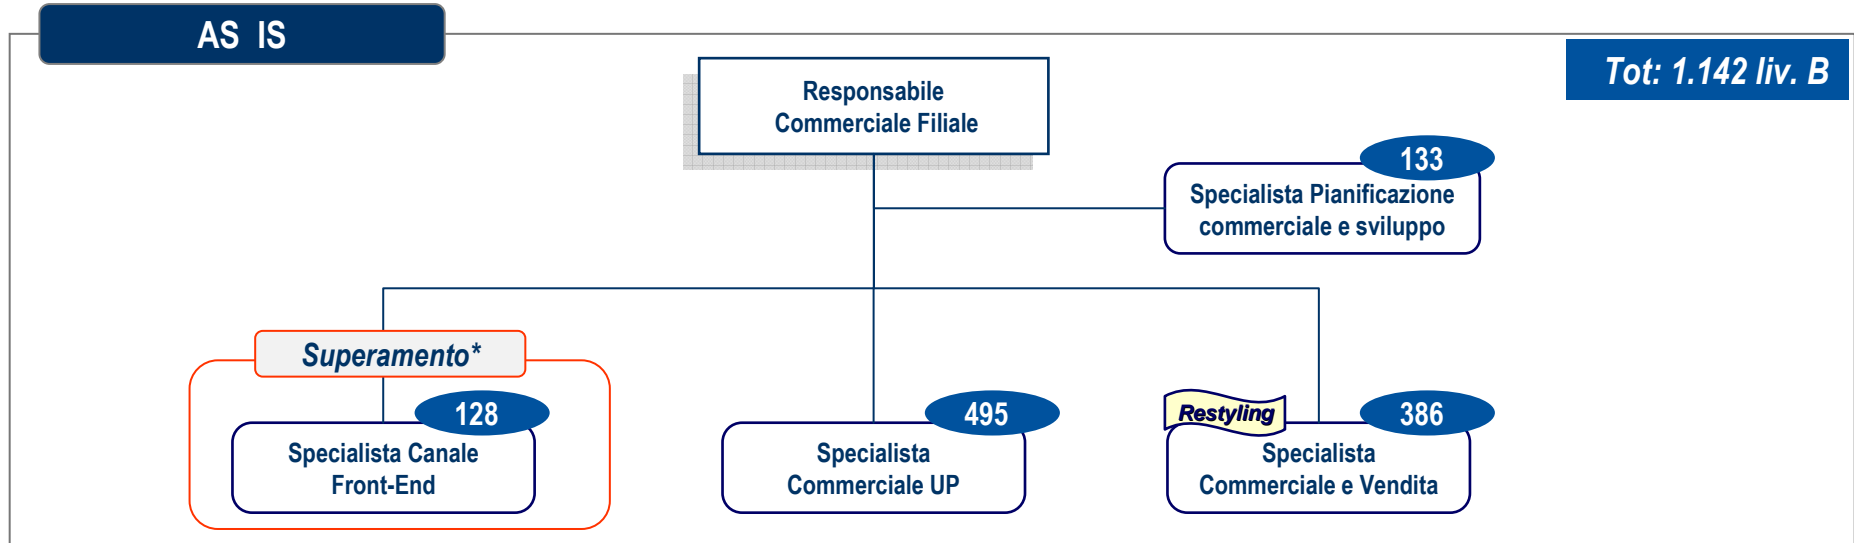 AS IS
Tot: 1.142 liv. B
Responsabile
Commerciale Filiale
133
Specialista Pianificazione
commerciale e sviluppo
Superamento*
128
Specialista Canale
Front-End
495
Specialista
Commerciale UP
Restyling
386
Specialista
Commerciale e Vendita